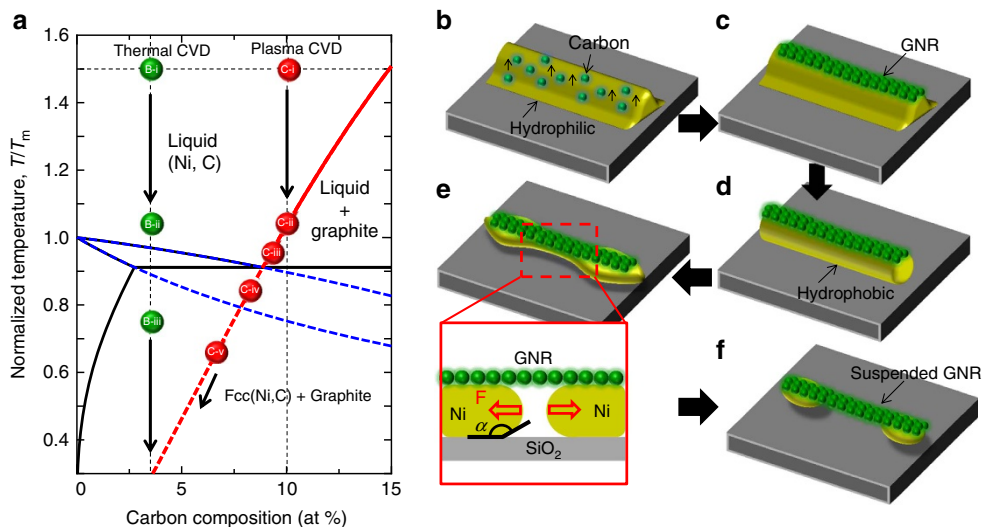 a
Normalized temperature, T/Tm
1.6
1.4
1.2
1.0
0.8
0.6
0.4
0
5
10
15
Carbon composition (at %)
Thermal CVD
Plasma CVD
B-i
C-i
Liquid
(Ni, C)
Liquid
+
graphite
B-ii
C-ii
C-iii
C-iv
B-iii
C-v
Fcc(Ni,C) + Graphite
b
Carbon
Hydrophilic
c
GNR
d
Hydrophobic
e
GNR
Ni
F
Ni
α
SiO2
f
Suspended GNR